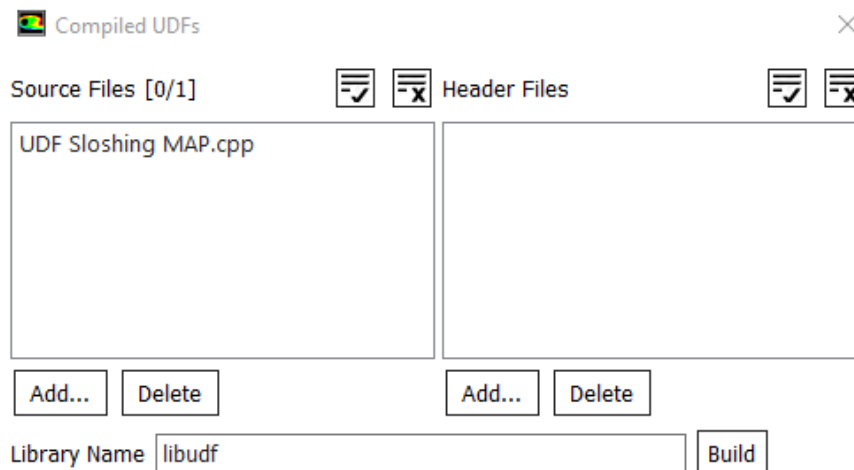 Compiled UDFs
Source Files [0/1]
Header Files
UDF Sloshing MAP.cpp
Add...
Delete
Add...
Delete
Library Name
libudf
Build